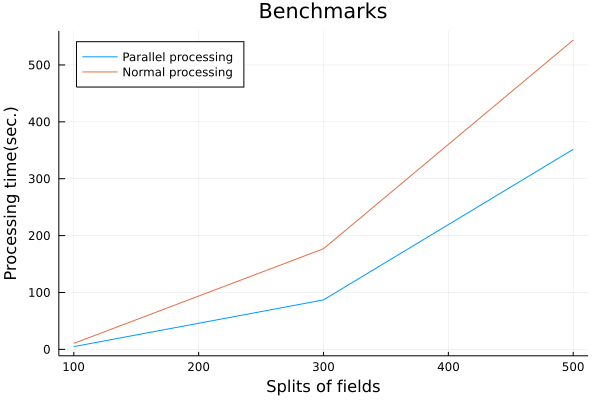 Benchmarks
Parallel processing
Normal processing
Processing time(sec.)
500
400
300
200
100
0
100 200 300 400 500
Splits of fields